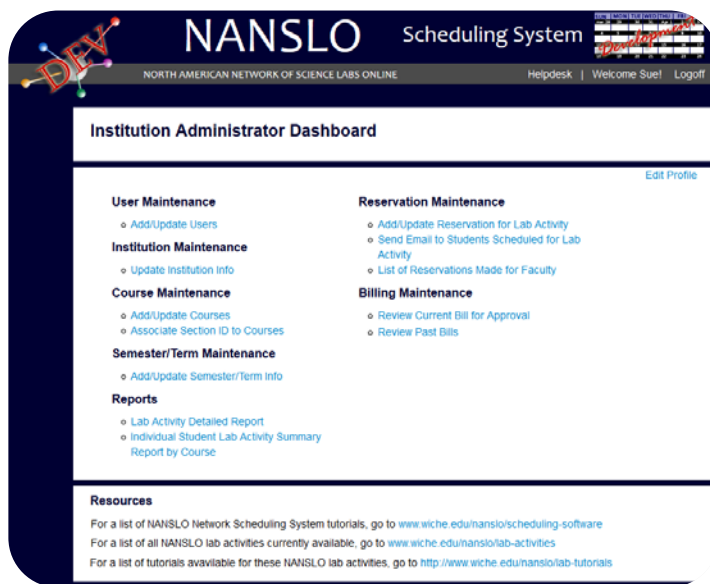 NANSLO Scheduling System
DEV
Development
NORTH AMERICAN NETWORK OF SCIENCE LABS ONLINE
Helpdesk | Welcome Sue! Logoff
Institution Administrator Dashboard
Edit Profile
User Maintenance
Add/Update Users
Institution Maintenance
Update Institution Info
Course Maintenance
Add/Update Courses
Associate Section ID to Courses
Semester/Term Maintenance
Add/Update Semester/Term Info
Reports
Lab Activity Detailed Report
Individual Student Lab Activity Summary
Report by Course
Reservation Maintenance
Add/Update Reservation for Lab Activity
Send Email to Students Scheduled for Lab
Activity
List of Reservations Made for Faculty
Billing Maintenance
Review Current Bill for Approval
Review Past Bills
Resources
For a list of NANSLO Network Scheduling System tutorials, go to www.wiche.edu/nanslo/scheduling-software
For a list of all NANSLO lab activities currently available, go to www.wiche.edu/nanslo/lab-activities
For a list of tutorials avavailable for these NANSLO lab activities, go to http://www.wiche.edu/nanslo/lab-tutorials